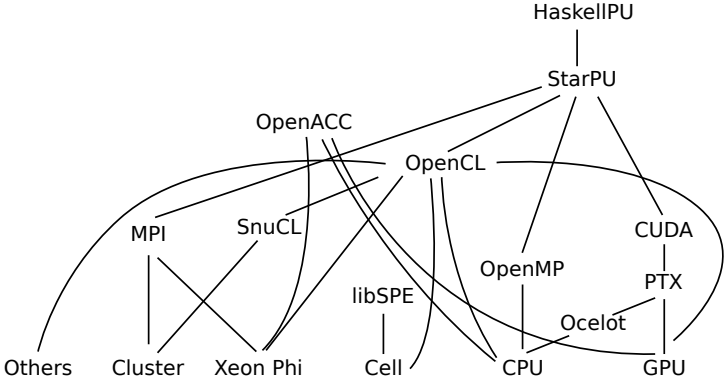 HaskellPU
StarPU
OpenACC
OpenCL
MPI
SnuCL
CUDA
OpenMP
PTX
libSPE
Ocelot
Others
Cluster
Xeon Phi
Cell
CPU
GPU